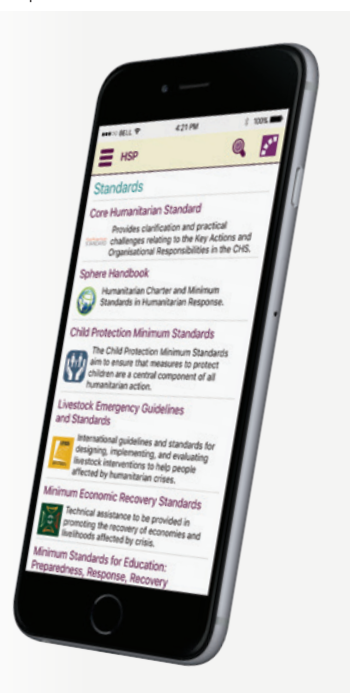 BELL
4:21 PM
100%
HSP
Standards
Core Humanitarian Standard
Provides clarification and practical
challenges relating to the Key Actions and
Organisational Responsibilities in the CHS.
Sphere Handbook
Humanitarian Charter and Minimum
Standards in Humanitarian Response.
Child Protection Minimum Standards
The Child Protection Minimum Standards
aim to ensure that measures to protect
children are a central component of all
humanitarian action.
Livestock Emergency Guidelines
and Standards
International guidelines and standards for
designing, implementing, and evaluating
livestock interventions to help people
affected by humanitarian crises.
Minimum Economic Recovery Standards
Technical assistance to be provided in
promoting the recovery of economies and
livelihoods affected by crisis.
Minimum Standards for Education:
Preparedness, Response, Recovery